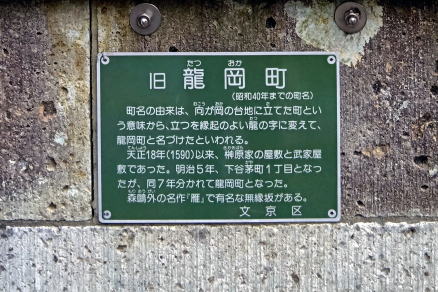 旧 龍岡町
(昭和40年までの町名)
町名の由来は、向が岡の台地に立てた町とい
う意味から、立つを縁起のよい龍の字に変えて、
龍岡町と名づけたといわれる。
天正18年(1590)以来、榊原家の屋敷と武家屋
敷であった。明治5年、下谷茅町1丁目となっ
たが、同7年分かれて龍岡町となった。
森鷗外の名作「雁」で有名な無縁坂がある。
文京区